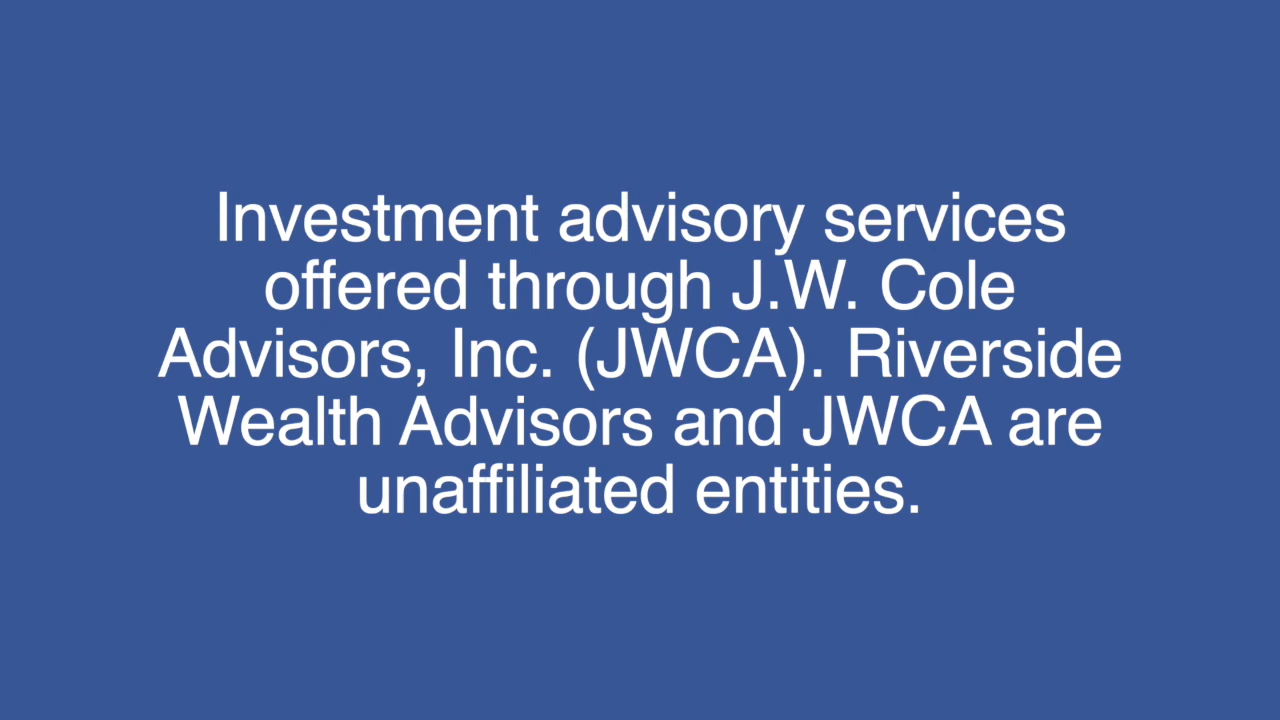 Investment advisory services
offered through J.W. Cole
Advisors, Inc. (JWCA). Riverside
Wealth Advisors and JWCA are
unaffiliated entities.